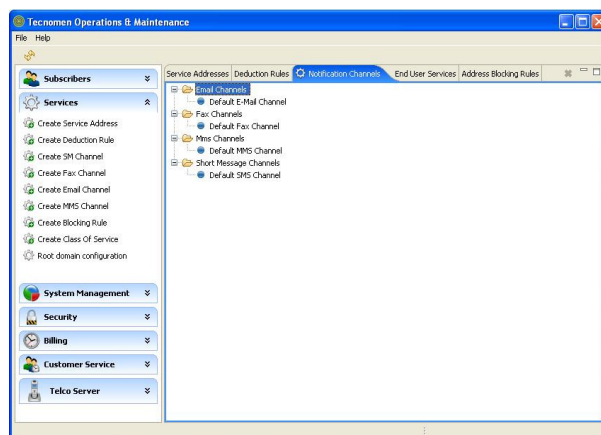 Tecnomen Operations & Maintenance
File Help
Subscribers
Services
Create Service Address
Create Deduction Rule
Create SM Channel
Create Fax Channel
Create Email Channel
Create MMS Channel
Create Blocking Rule
Create Class Of Service
Root domain configuration
System Management
Security
Billing
Customer Service
Telco Server
Service Addresses Deduction Rules Notification Channels End User Services Address Blocking Rules
Email Channels
Default E-Mail Channel
Fax Channels
Default Fax Channel
Mms Channels
Default MMS Channel
Short Message Channels
Default SMS Channel